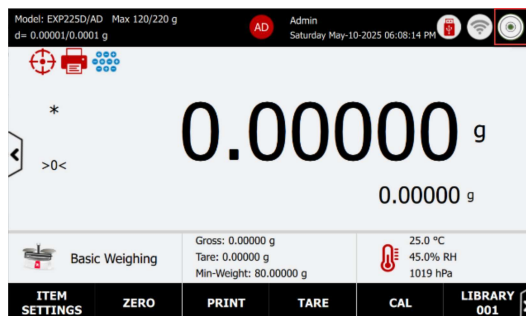 Model: EXP225D/AD Max 120/220 g
d= 0.00001/0.0001 g
AD
Admin
Saturday May-10-2025 06:08:14 PM
*
>0<
0.00000 g
0.00000 g
Basic Weighing
Gross: 0.00000 g
Tare: 0.00000 g
Min-Weight: 80.00000 g
25.0 °C
45.0% RH
1019 hPa
ITEM SETTINGS
ZERO
PRINT
TARE
CAL
LIBRARY 001